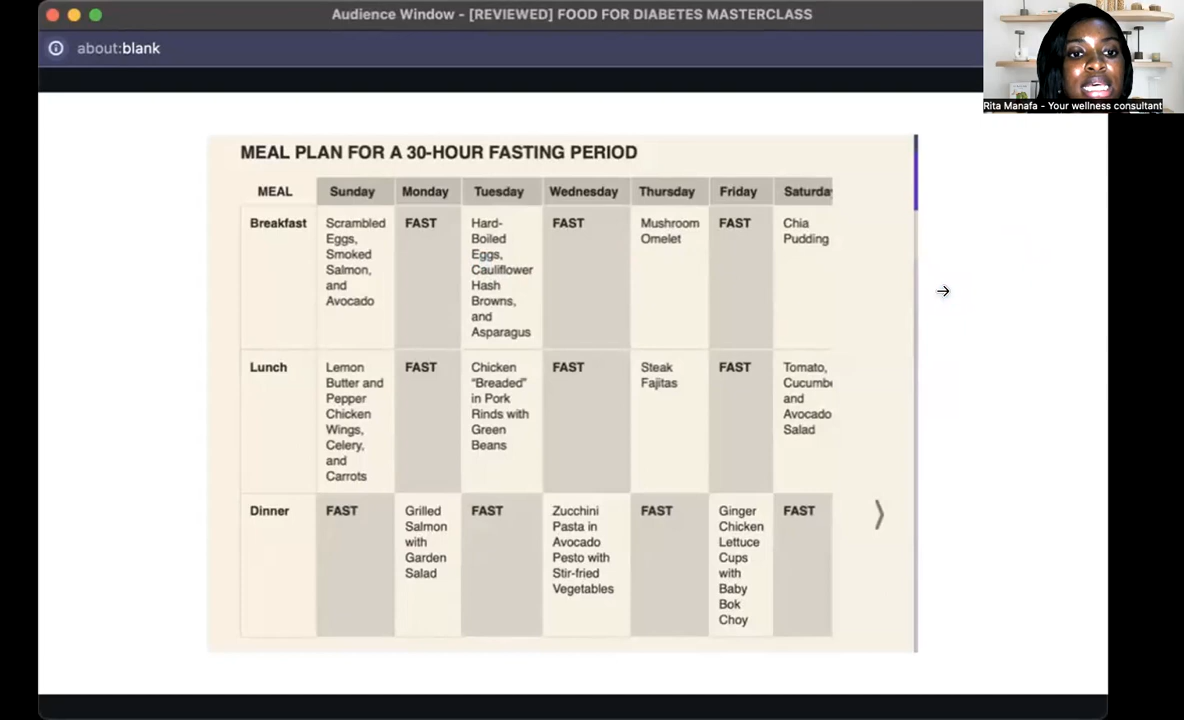 Audience Window - [REVIEWED] FOOD FOR DIABETES MASTERCLASS
about:blank
Rita Manafa - Your wellness consultant
MEAL PLAN FOR A 30-HOUR FASTING PERIOD
MEAL
Sunday
Monday
Tuesday
Wednesday
Thursday
Friday
Saturday
Breakfast
Scrambled
Eggs,
Smoked
Salmon,
and
Avocado
FAST
Hard-
Boiled
Eggs,
Cauliflower
Hash
Browns,
and
Asparagus
FAST
Mushroom
Omelet
FAST
Chia
Pudding
Lunch
Lemon
Butter and
Pepper
Chicken
Wings,
Celery,
and
Carrots
FAST
Chicken
"Breaded"
in Pork
Rinds with
Green
Beans
FAST
Steak
Fajitas
FAST
Tomato,
Cucumbe
and
Avocado
Salad
Dinner
FAST
Grilled
Salmon
with
Garden
Salad
FAST
Zucchini
Pasta in
Avocado
Pesto with
Stir-fried
Vegetables
FAST
Ginger
Chicken
Lettuce
Cups
with
Baby
Bok
Choy
FAST